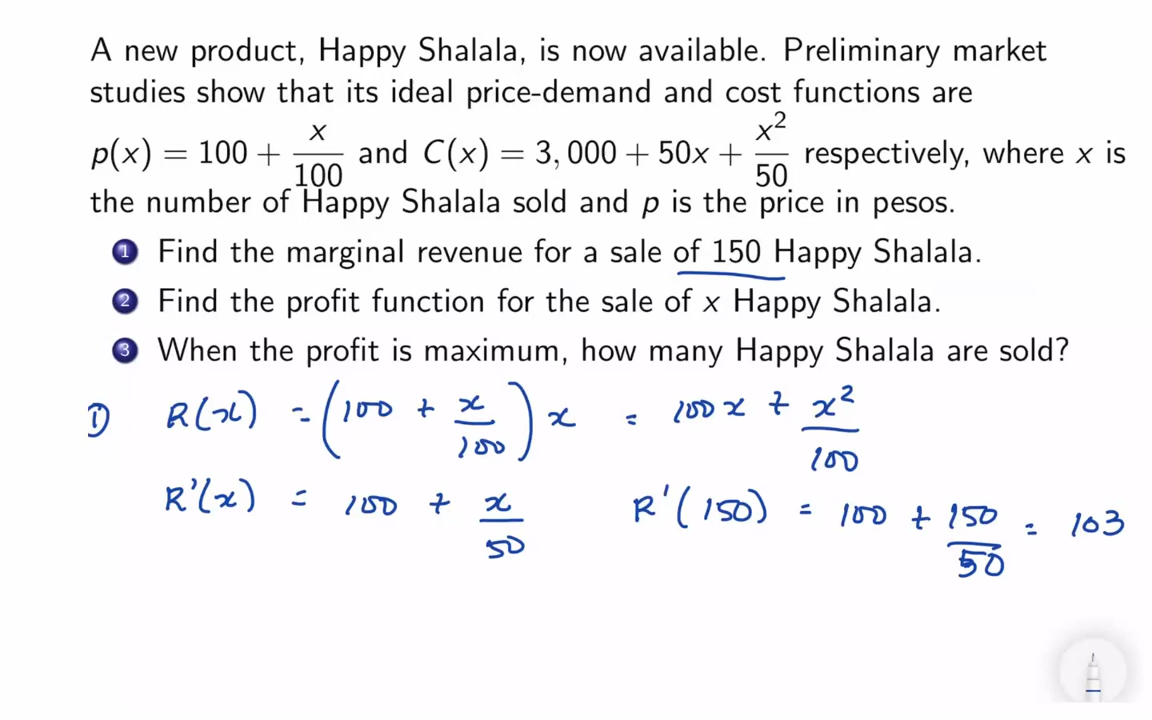 A new product, Happy Shalala, is now available. Preliminary market
studies show that its ideal price-demand and cost functions are
p(x) = 100 + x/100 and C(x) = 3,000 + 50x + x²/50 respectively, where x is
the number of Happy Shalala sold and p is the price in pesos.
1 Find the marginal revenue for a sale of 150 Happy Shalala.
2 Find the profit function for the sale of x Happy Shalala.
3 When the profit is maximum, how many Happy Shalala are sold?
1) R(x) = (100 + x/100) x = 100x + x²/100
R'(x) = 100 + x/50 R'(150) = 100 + 150/50 = 103